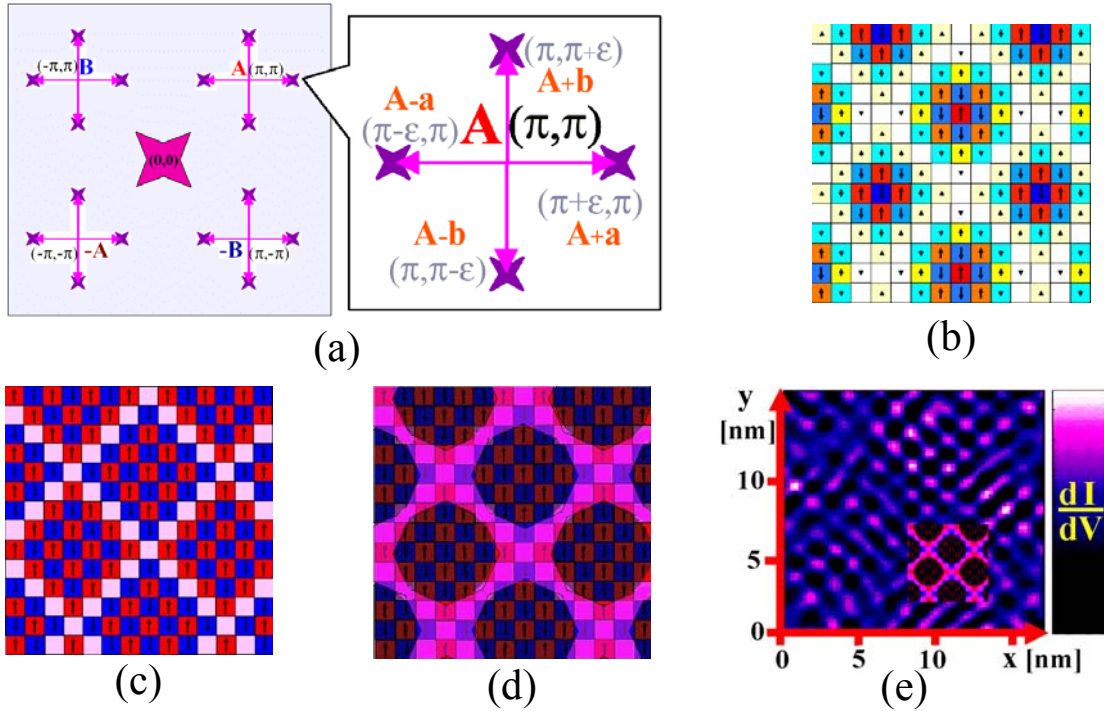 (-π,π)B
A(π,π)
(0,0)
(-π,-π)-A
-B(π,-π)
(π,π+ε)
A+b
A-a
(π-ε,π)
A(π,π)
(π+ε,π)
A+a
A-b
(π,π-ε)
(a)
(b)
(c)
(d)
y
[nm]
10
5
0
0
5
10
x [nm]
dI
dV
(e)